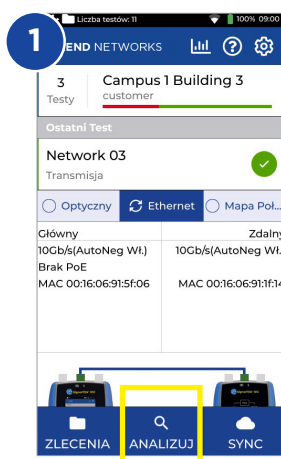 1
Liczba testów: 11
100% 09:00
END NETWORKS
3
Testy
Campus 1 Building 3
customer
Ostatni Test
Network 03
Transmisja
Optyczny
Ethernet
Mapa Poł...
Główny
Zdalny
10Gb/s(AutoNeg Wł.)
10Gb/s(AutoNeg Wł.
Brak PoE
MAC 00:16:06:91:5f:06
MAC 00:16:06:91:1f:14
ZLECENIA
ANALIZUJ
SYNC